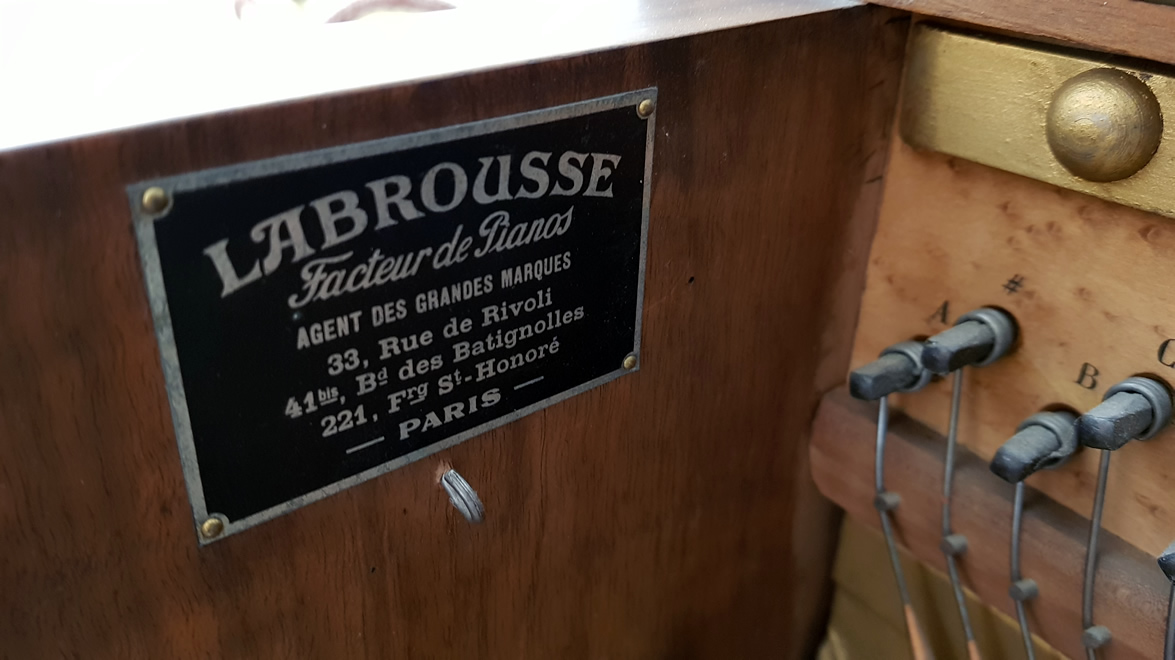 LABROUSSE
Facteur de Pianos
AGENT DES GRANDES MARQUES
33, Rue de Rivoli
41bis, Bd des Batignolles
221, Frg St-Honoré
— PARIS —
A #
B C